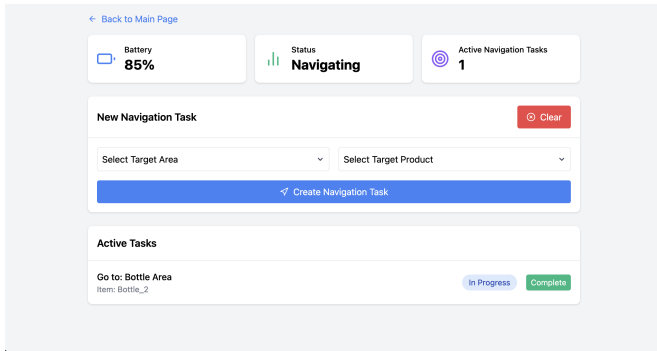 Back to Main Page
Battery
85%
Status
Navigating
Active Navigation Tasks
1
New Navigation Task
Clear
Select Target Area
Select Target Product
Create Navigation Task
Active Tasks
Go to: Bottle Area
Item: Bottle_2
In Progress
Complete